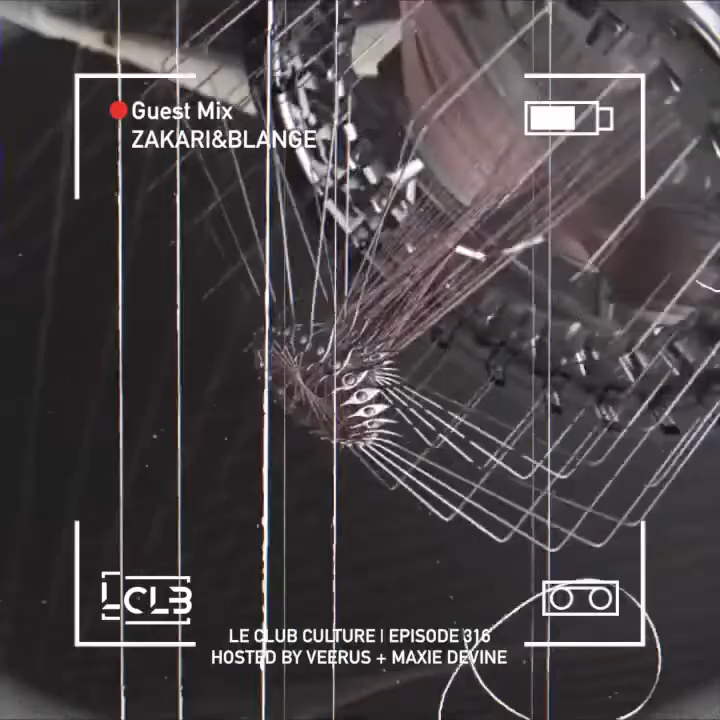 Guest Mix
ZAKARI&BLANGE
LCLB
LE CLUB CULTURE | EPISODE 316
HOSTED BY VEERUS + MAXIE DEVINE